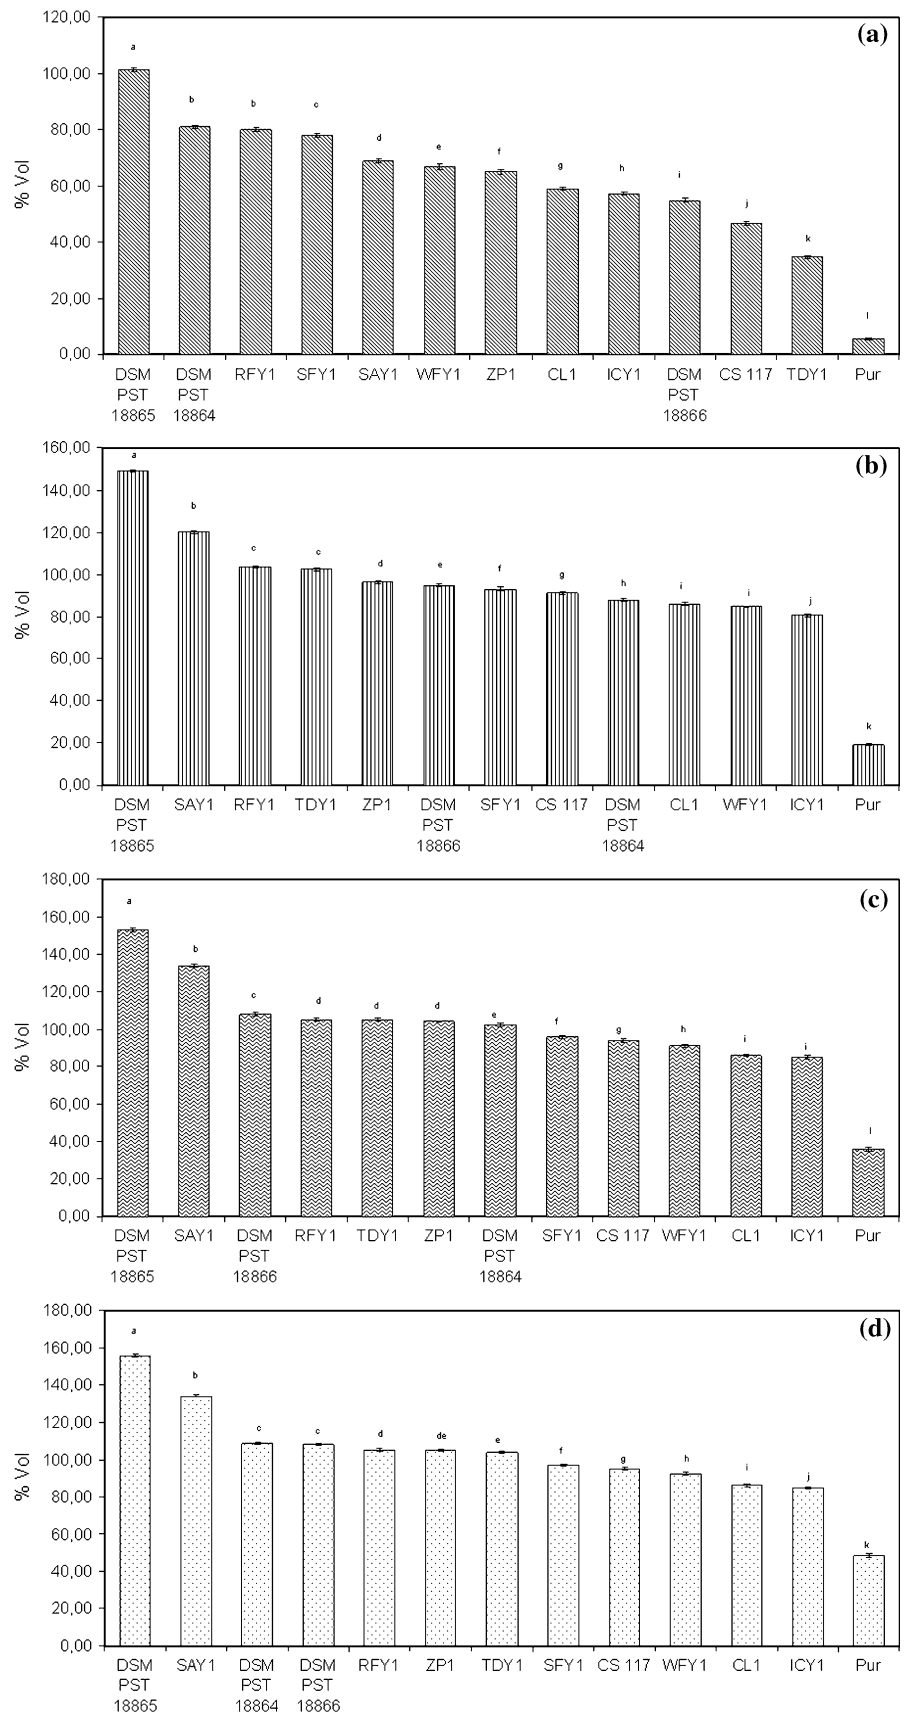 120,00
(a)
a
100,00
b b c
80,00
d e f
g h i
60,00
j
40,00
k
20,00
l
0,00
% Vol
DSM DSM RFY1 SFY1 SAY1 WFY1 ZP1 CL1 ICY1 DSM CS 117 TDY1 Pur
PST PST PST
18865 18864 18866
160,00
(b)
a
140,00
b
120,00
c c
d e f g
100,00
h i i j
80,00
60,00
40,00
k
20,00
0,00
% Vol
DSM SAY1 RFY1 TDY1 ZP1 DSM SFY1 CS 117 DSM CL1 WFY1 ICY1 Pur
PST PST PST
18865 18866 18864
180,00
(c)
a
160,00
b
140,00
120,00
c d d d e f g h i i
100,00
80,00
60,00
l
40,00
20,00
0,00
% Vol
DSM SAY1 DSM RFY1 TDY1 ZP1 DSM SFY1 CS 117 WFY1 CL1 ICY1 Pur
PST PST PST
18865 18866 18864
180,00
(d)
a
160,00
b
140,00
120,00
c c d de e f g h i j
100,00
80,00
60,00
k
40,00
20,00
0,00
% Vol
DSM SAY1 DSM DSM RFY1 ZP1 TDY1 SFY1 CS 117 WFY1 CL1 ICY1 Pur
PST PST PST
18865 18864 18866